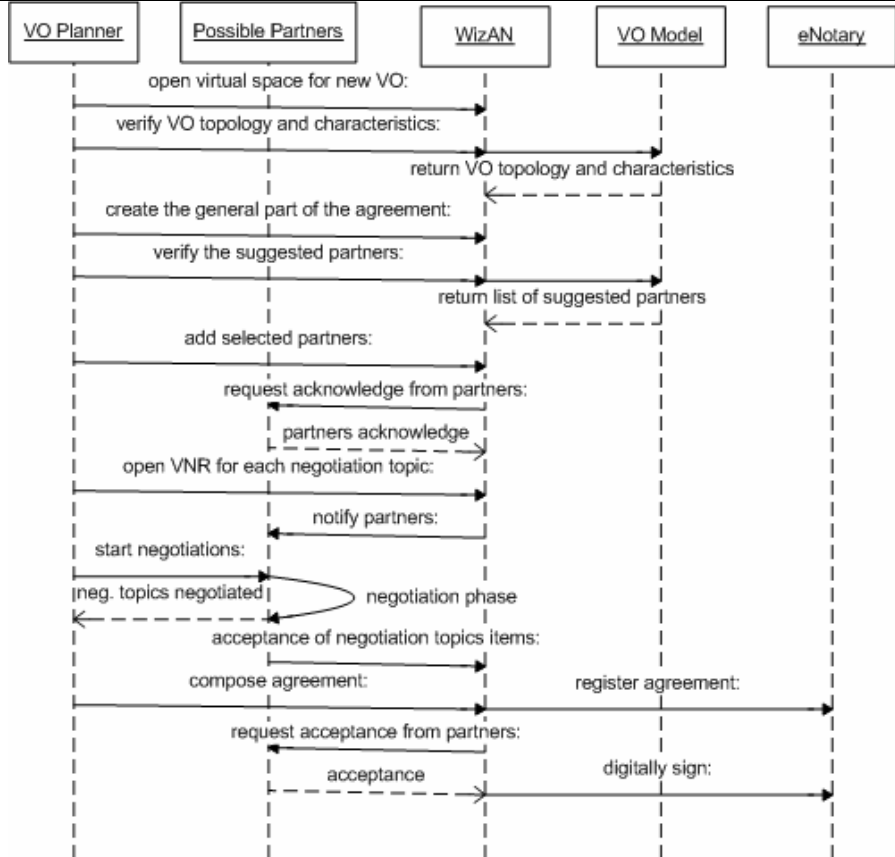 VO Planner
Possible Partners
WizAN
VO Model
eNotary
open virtual space for new VO:
verify VO topology and characteristics:
return VO topology and characteristics
create the general part of the agreement:
verify the suggested partners:
return list of suggested partners
add selected partners:
request acknowledge from partners:
partners acknowledge
open VNR for each negotiation topic:
notify partners:
start negotiations:
neg. topics negotiated
negotiation phase
acceptance of negotiation topics items:
compose agreement:
register agreement:
request acceptance from partners:
acceptance
digitally sign: